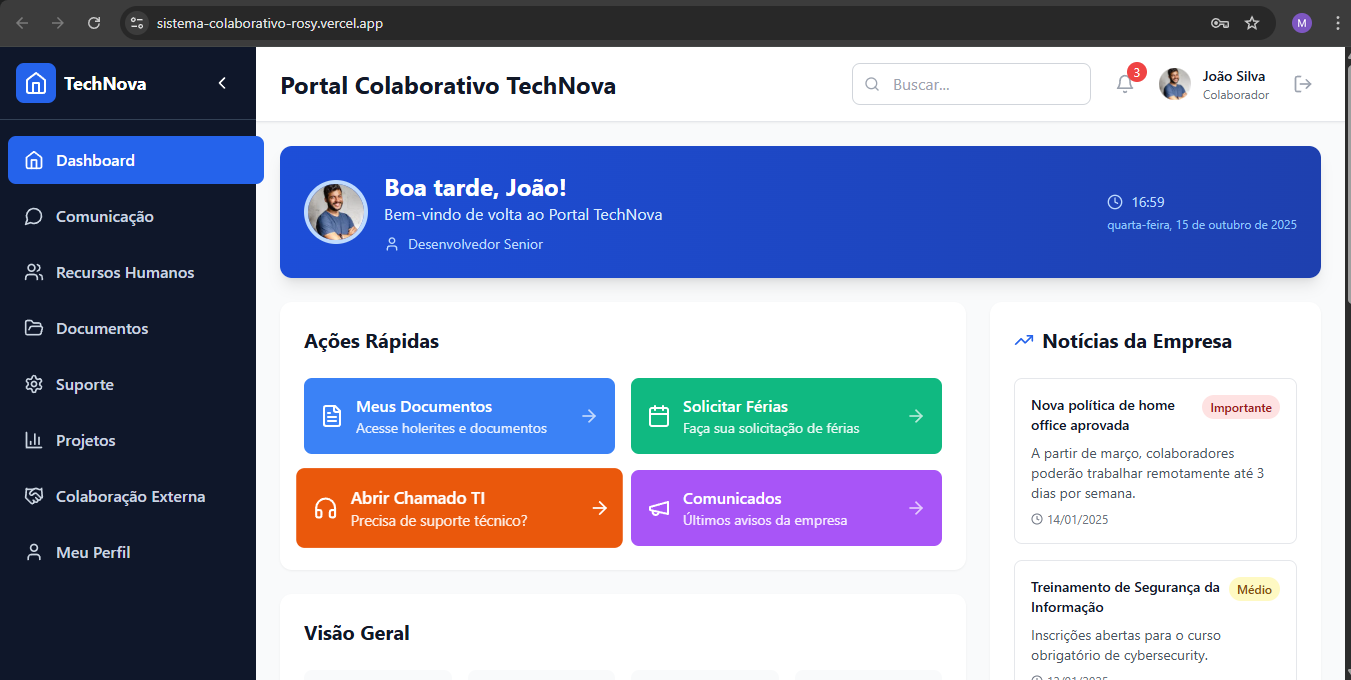 sistema-colaborativo-rosy.vercel.app
M
TechNova
Portal Colaborativo TechNova
Buscar...
3
João Silva
Colaborador
Dashboard
Comunicação
Recursos Humanos
Documentos
Suporte
Projetos
Colaboração Externa
Meu Perfil
Boa tarde, João!
Bem-vindo de volta ao Portal TechNova
Desenvolvedor Senior
16:59
quarta-feira, 15 de outubro de 2025
Ações Rápidas
Meus Documentos
Acesse holerites e documentos
Solicitar Férias
Faça sua solicitação de férias
Abrir Chamado TI
Precisa de suporte técnico?
Comunicados
Últimos avisos da empresa
Visão Geral
Notícias da Empresa
Nova política de home
office aprovada
Importante
A partir de março, colaboradores
poderão trabalhar remotamente até 3
dias por semana.
14/01/2025
Treinamento de Segurança da
Informação
Médio
Inscrições abertas para o curso
obrigatório de cybersecurity.